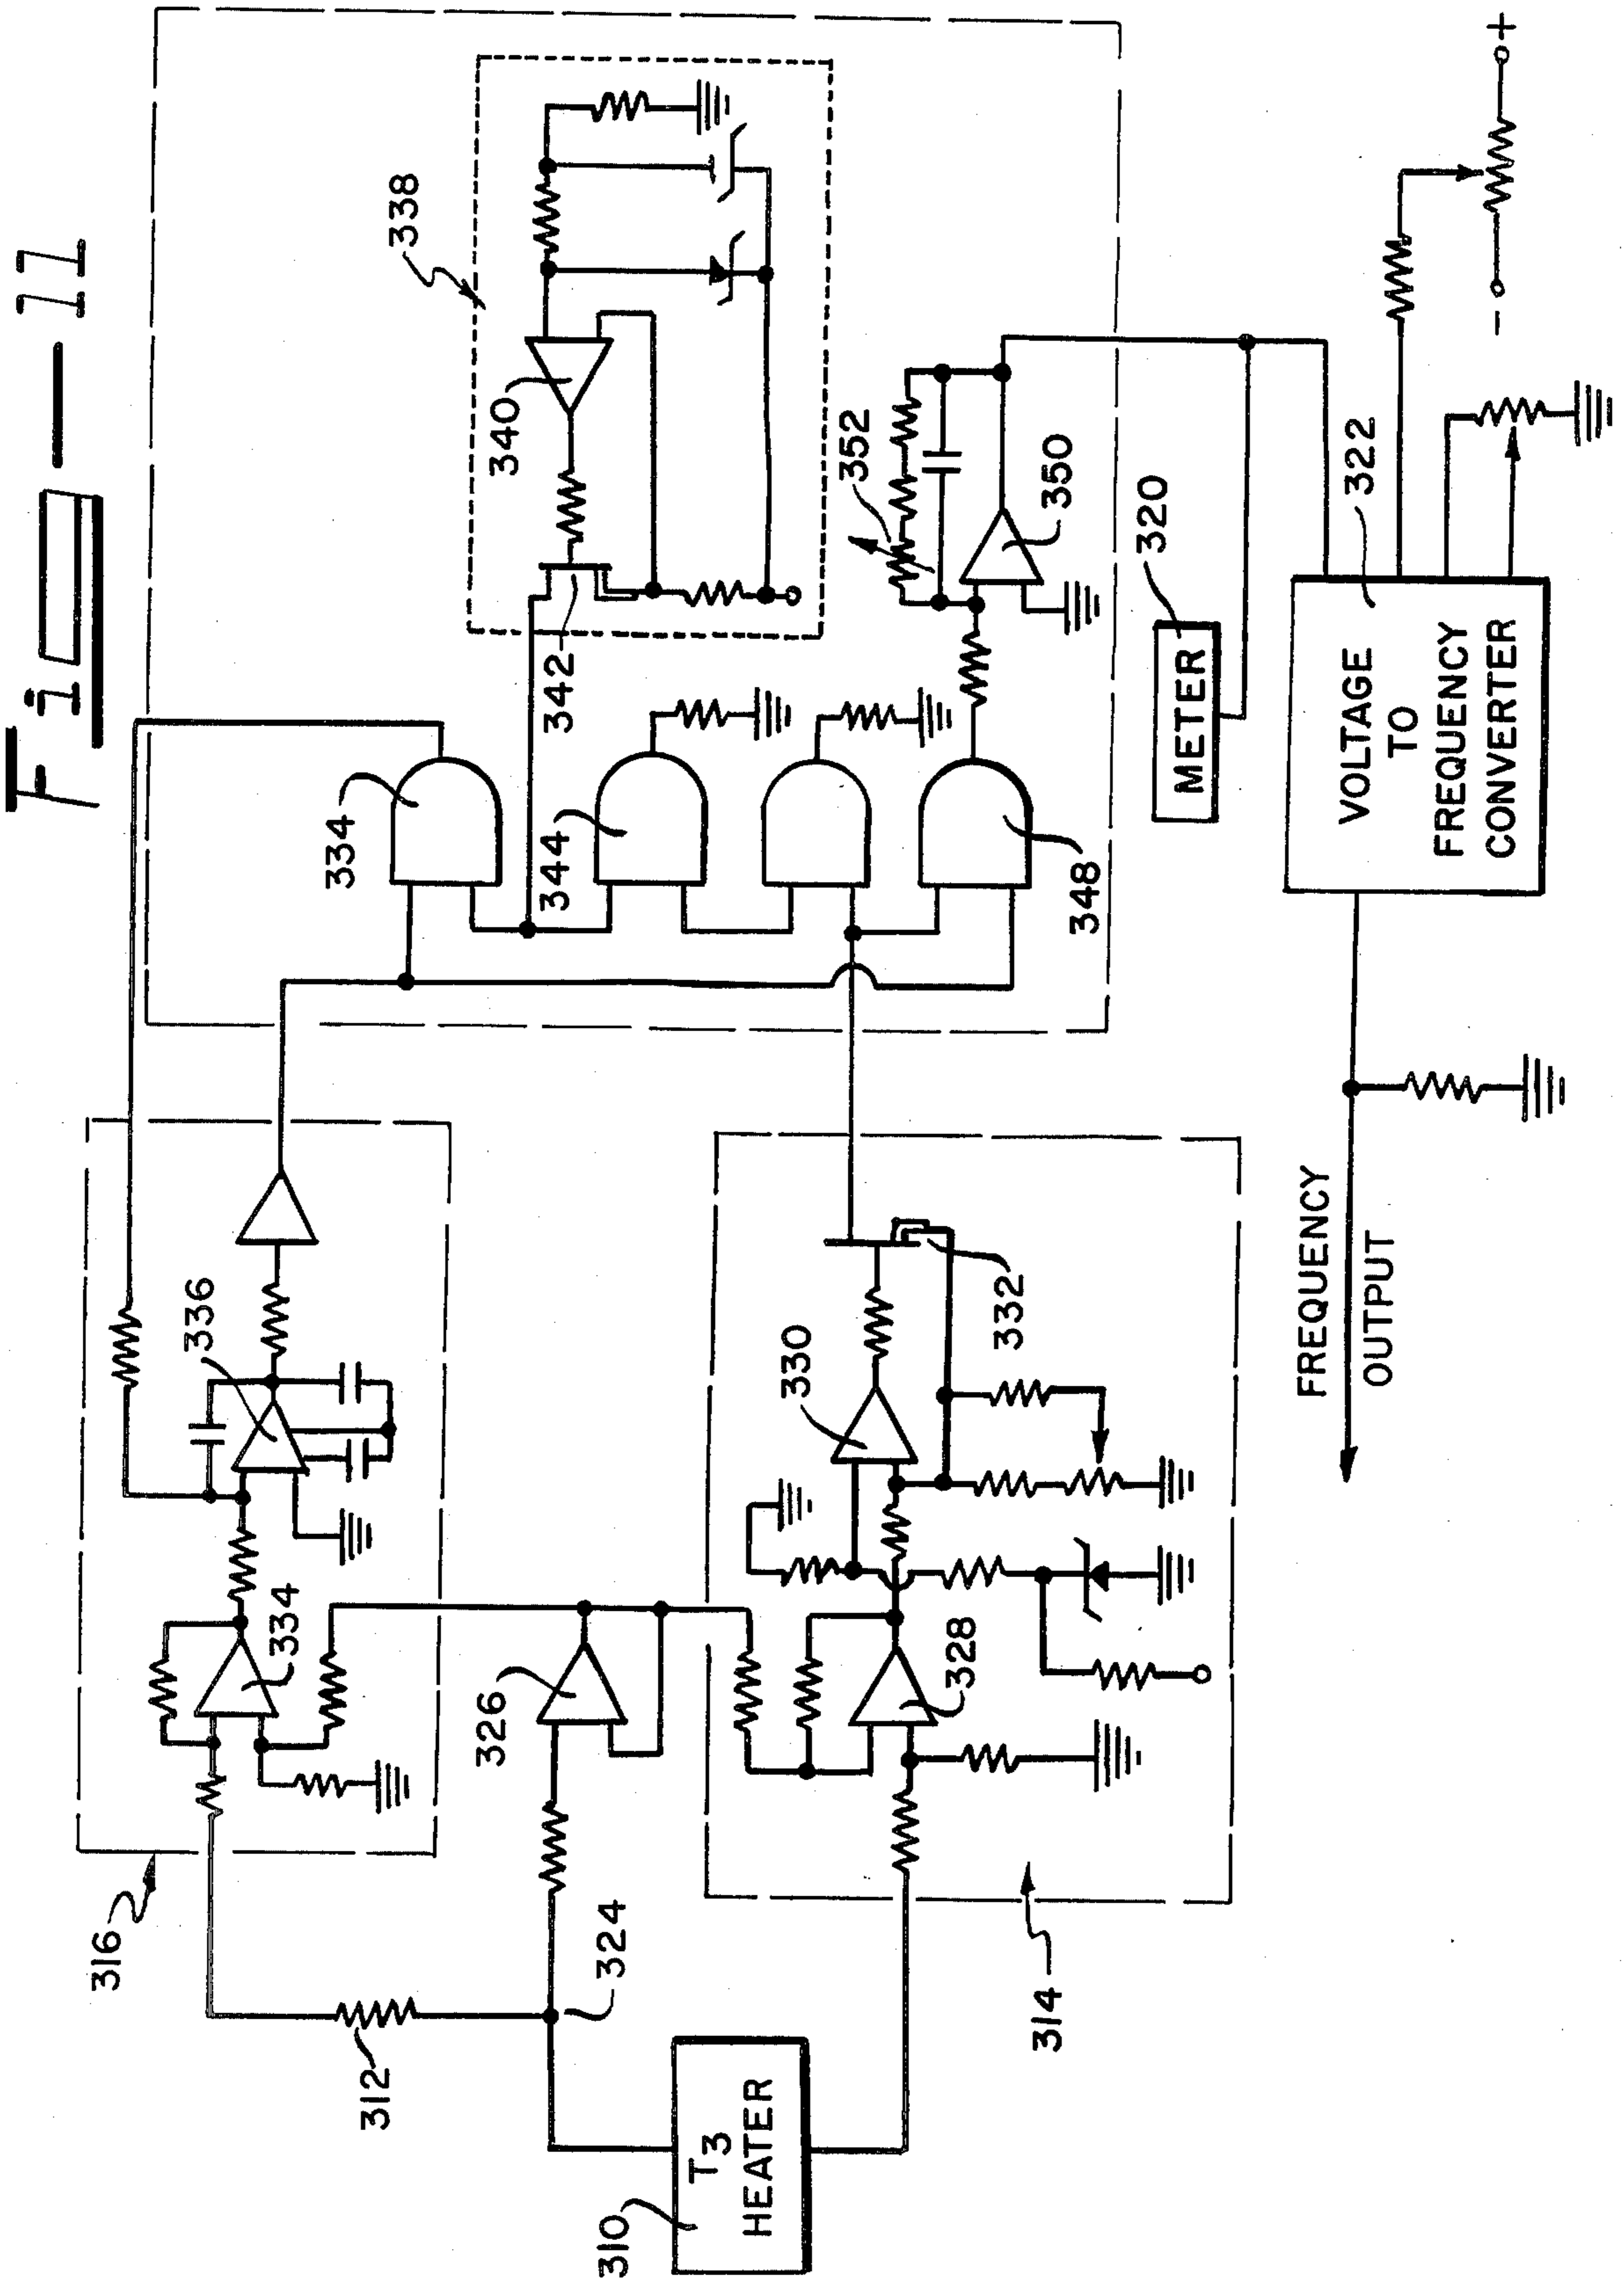 Fig—11
316
334
336
334
338
340
342
344
352
350
348
312
324
326
330
332
328
314
310
T3
HEATER
METER
320
322
VOLTAGE
TO
FREQUENCY
CONVERTER
FREQUENCY
OUTPUT
-
+